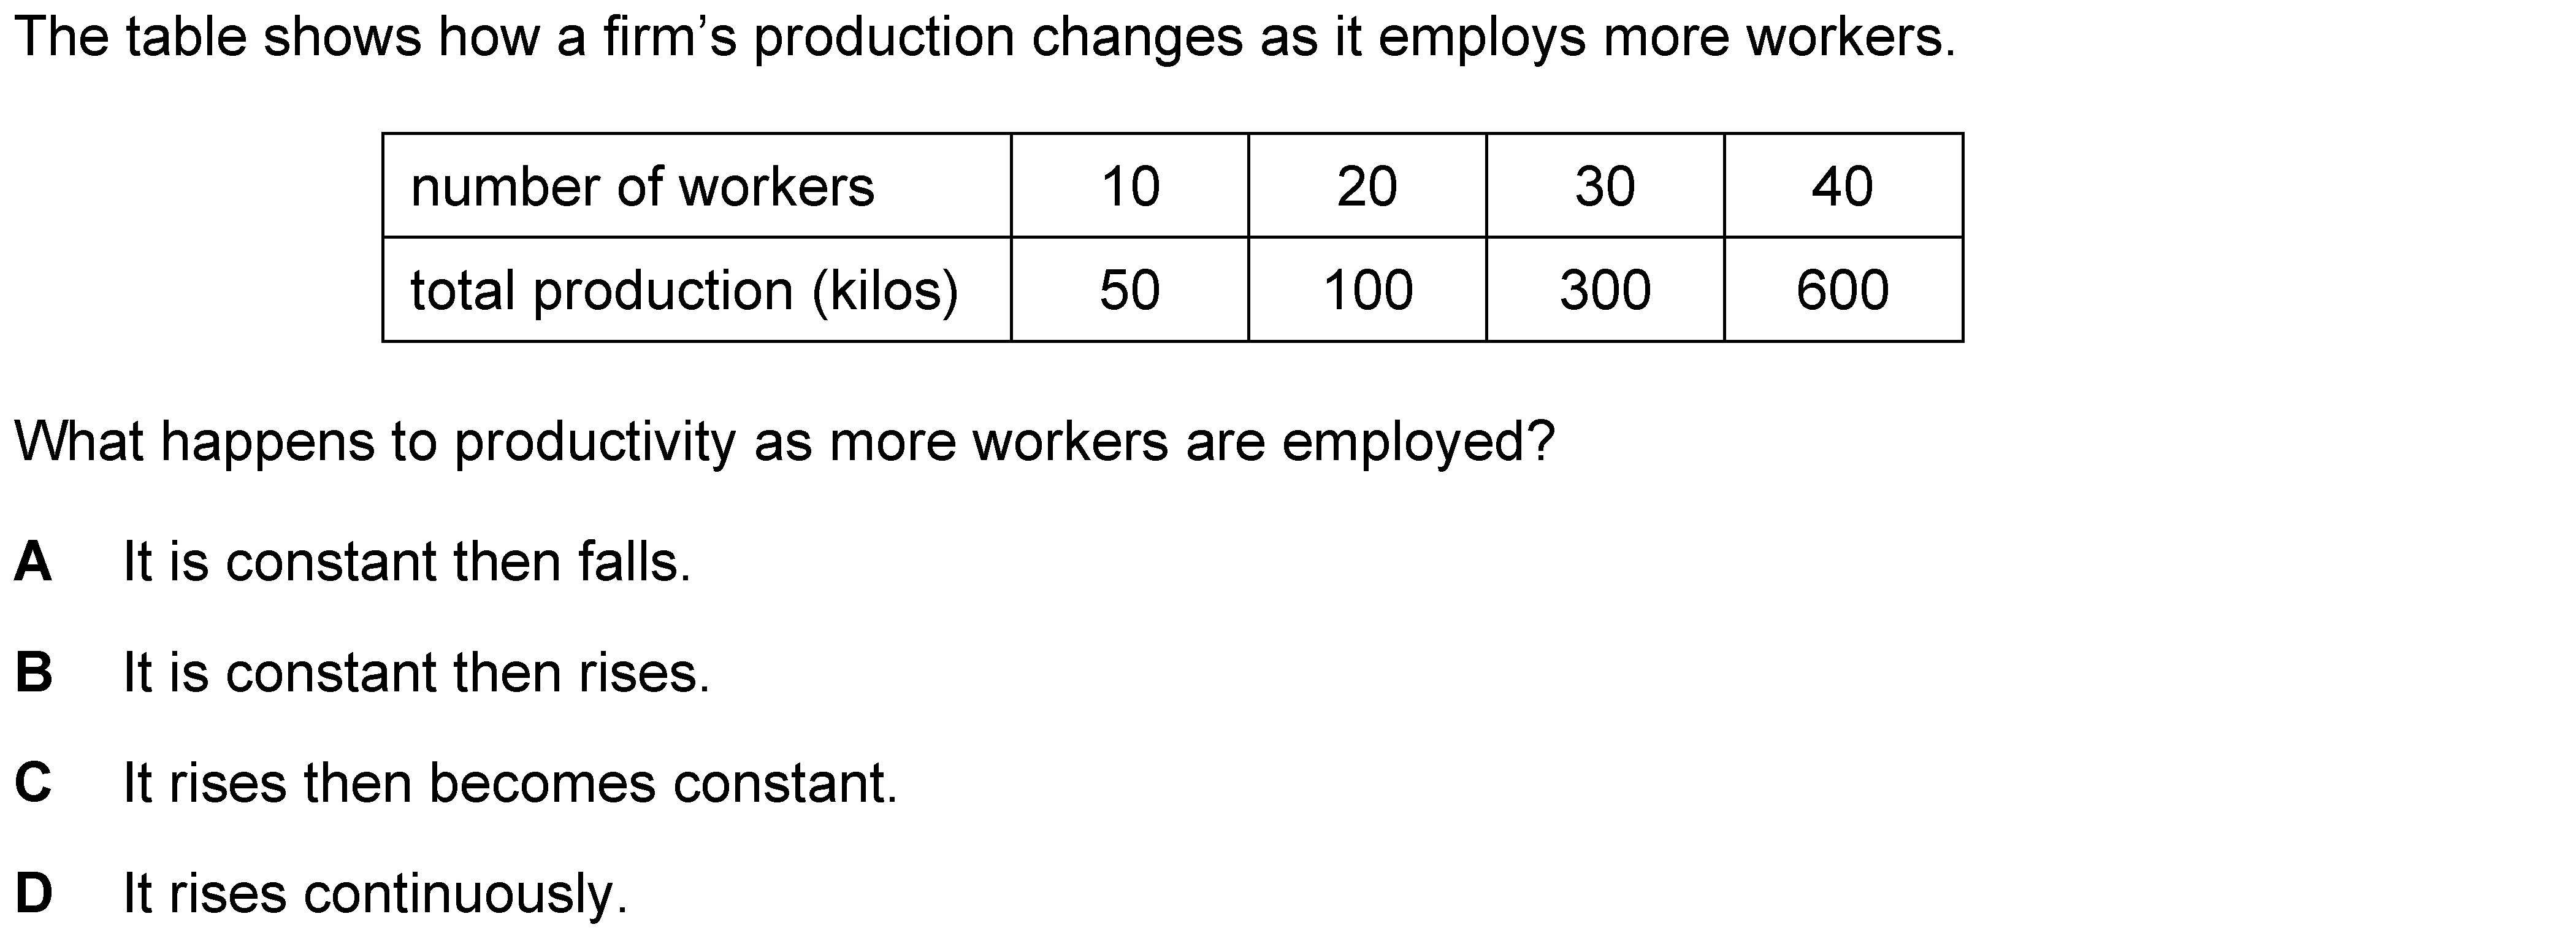 The table shows how a firm’s production changes as it employs more workers.
number of workers 10 20 30 40
total production (kilos) 50 100 300 600
What happens to productivity as more workers are employed?
A It is constant then falls.
B It is constant then rises.
C It rises then becomes constant.
D It rises continuously.